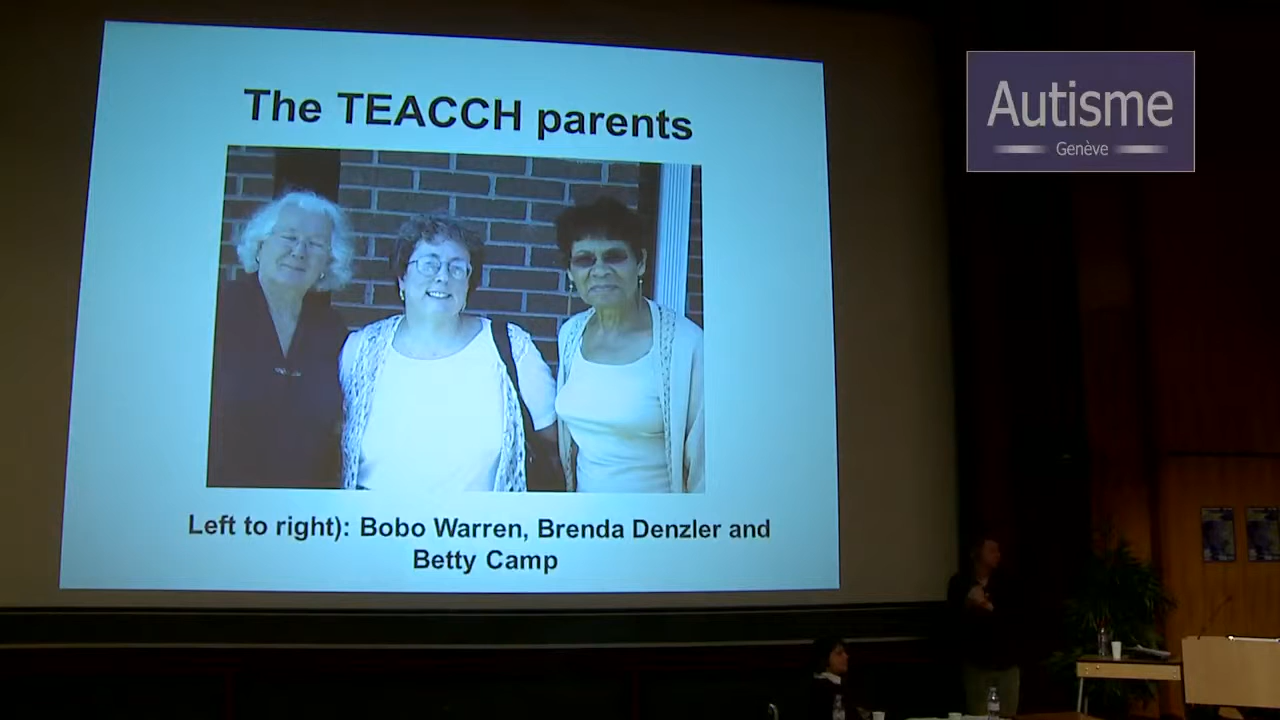 The TEACCH parents
Autisme
Genève
Left to right): Bobo Warren, Brenda Denzler and
Betty Camp